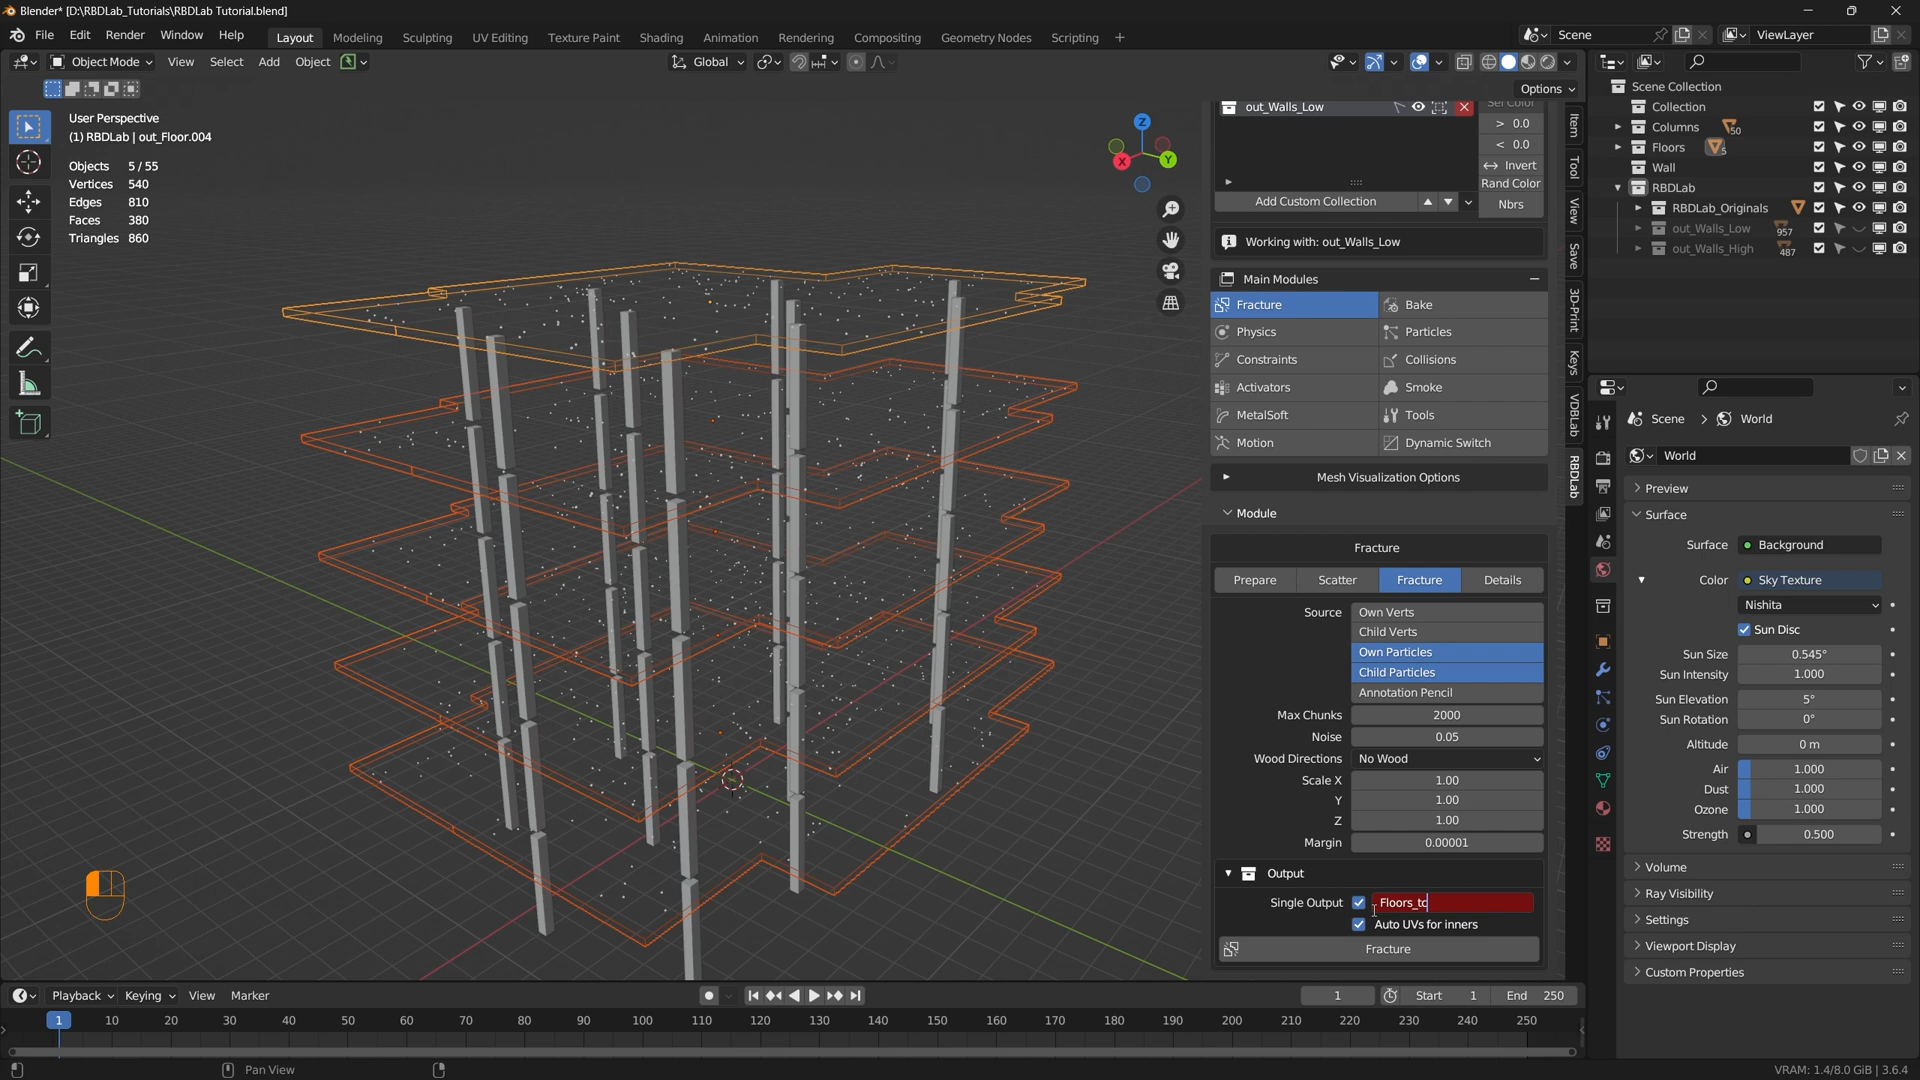 Blender* [D:\RBDLab_Tutorials\RBDLab Tutorial.blend]
File Edit Render Window Help Layout Modeling Sculpting UV Editing Texture Paint Shading Animation Rendering Compositing Geometry Nodes Scripting + Scene ViewLayer
Object Mode View Select Add Object Global
Options
User Perspective
(1) RBDLab | out_Floor.004
Objects 5 / 55
Vertices 540
Edges 810
Faces 380
Triangles 860
Z
X
Y
out_Walls_Low
> 0.0
< 0.0
Invert
Rand Color
Add Custom Collection
Nbrs
Working with: out_Walls_Low
Main Modules
Fracture Bake
Physics Particles
Constraints Collisions
Activators Smoke
MetalSoft Tools
Motion Dynamic Switch
Mesh Visualization Options
Module
Fracture
Prepare Scatter Fracture Details
Source Own Verts
Child Verts
Own Particles
Child Particles
Annotation Pencil
Max Chunks 2000
Noise 0.05
Wood Directions No Wood
Scale X 1.00
Y 1.00
Z 1.00
Margin 0.00001
Output
Single Output Floors_to
Auto UVs for inners
Fracture
Item
Tool
View
Save
3D-Print
Keys
VDBLab
RBDLab
Scene Collection
Collection
Columns 50
Floors 5
Wall
RBDLab
RBDLab_Originals
out_Walls_Low 957
out_Walls_High 487
Scene > World
World
Preview
Surface
Surface Background
Color Sky Texture
Nishita
Sun Disc
Sun Size 0.545°
Sun Intensity 1.000
Sun Elevation 5°
Sun Rotation 0°
Altitude 0 m
Air 1.000
Dust 1.000
Ozone 1.000
Strength 0.500
Volume
Ray Visibility
Settings
Viewport Display
Custom Properties
Playback Keying View Marker 1 Start 1 End 250
1 10 20 30 40 50 60 70 80 90 100 110 120 130 140 150 160 170 180 190 200 210 220 230 240 250
Pan View VRAM: 1.4/8.0 GiB | 3.6.4